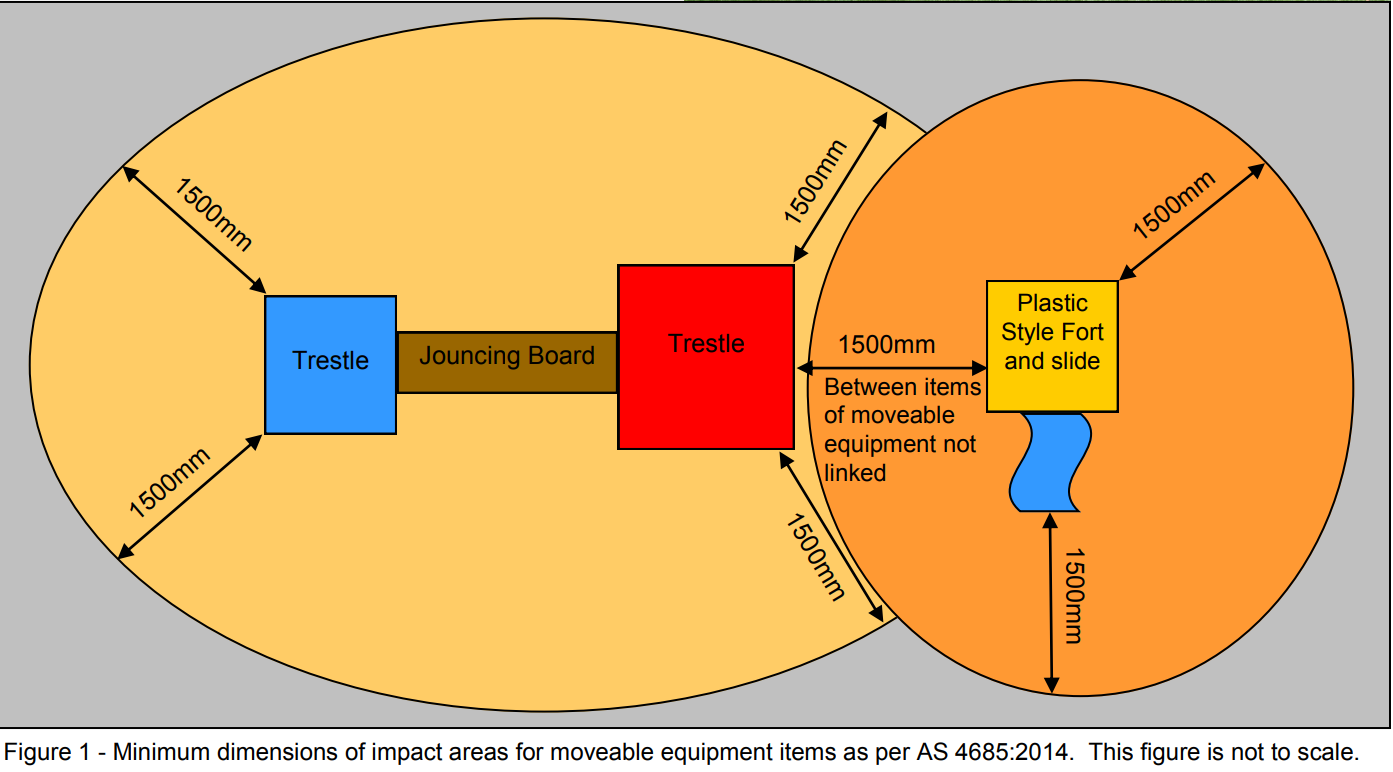 1500mm
1500mm
1500mm
Trestle
Jouncing Board
Trestle
Plastic
Style Fort
and slide
1500mm
Between items
of moveable
equipment not
linked
1500mm
1500mm
1500mm
Figure 1 - Minimum dimensions of impact areas for moveable equipment items as per AS 4685:2014.  This figure is not to scale.